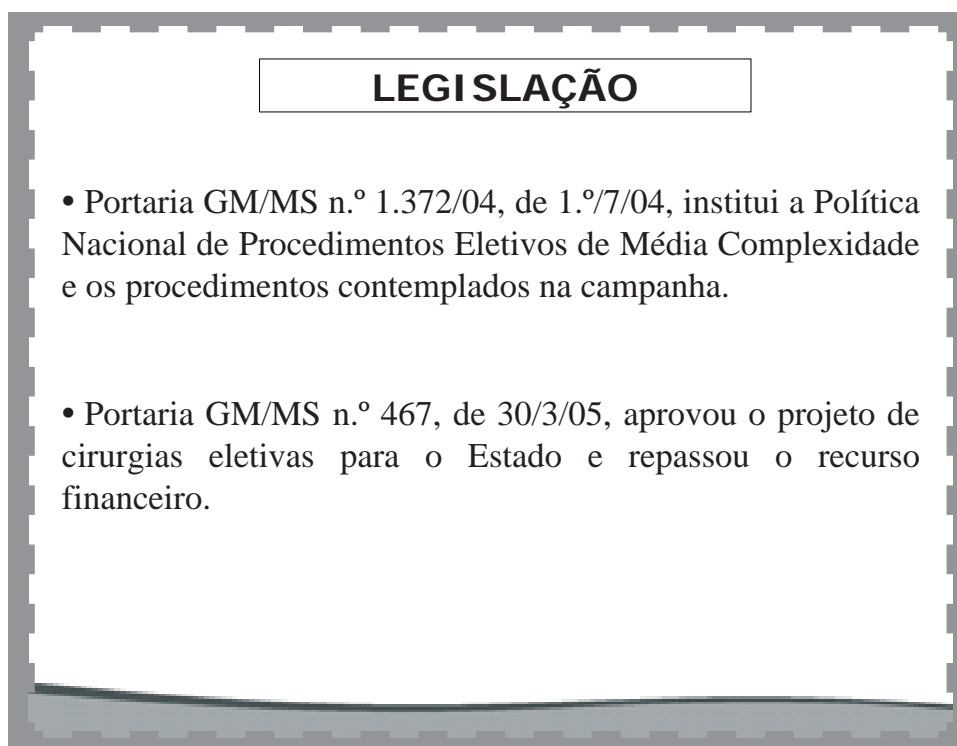 LEGISLAÇÃO
• Portaria GM/MS n.º 1.372/04, de 1.º/7/04, institui a Política
Nacional de Procedimentos Eletivos de Média Complexidade
e os procedimentos contemplados na campanha.
• Portaria GM/MS n.º 467, de 30/3/05, aprovou o projeto de
cirurgias eletivas para o Estado e repassou o recurso
financeiro.